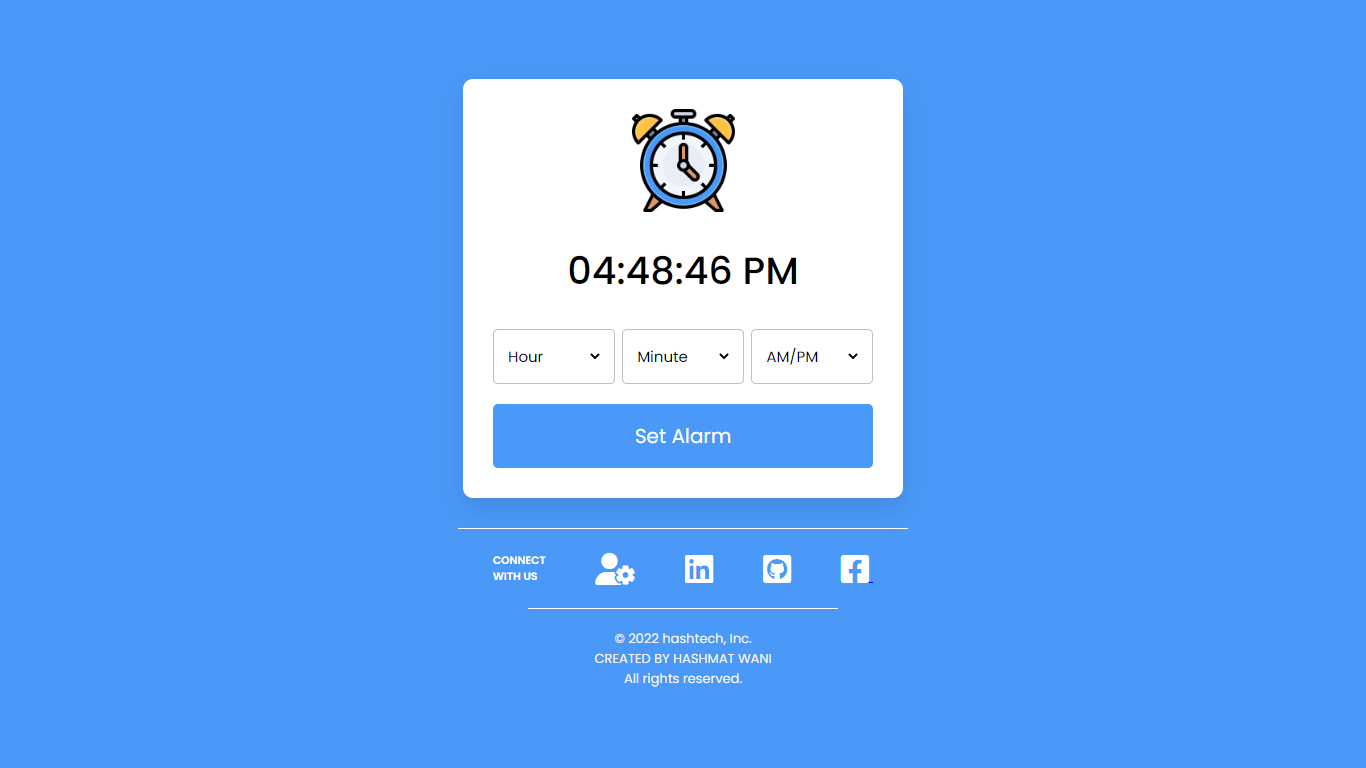 04:48:46 PM
Hour Minute AM/PM
Set Alarm
CONNECT
WITH US
© 2022 hashtech, Inc.
CREATED BY HASHMAT WANI
All rights reserved.